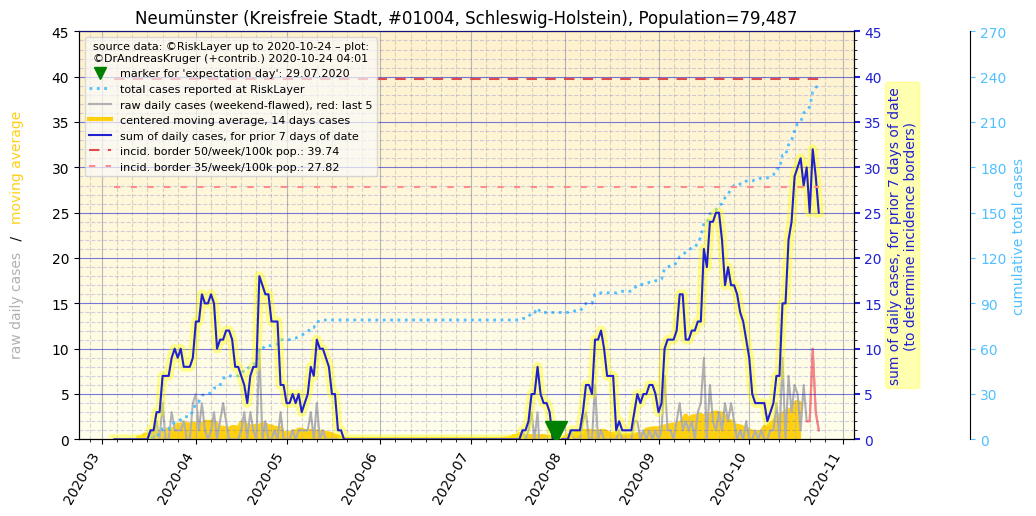 Neumünster (Kreisfreie Stadt, #01004, Schleswig-Holstein), Population=79,487
source data: ©RiskLayer up to 2020-10-24 – plot:
©DrAndreasKruger (+contrib.) 2020-10-24 04:01
marker for 'expectation day': 29.07.2020
total cases reported at RiskLayer
raw daily cases (weekend-flawed), red: last 5
centered moving average, 14 days cases
sum of daily cases, for prior 7 days of date
incid. border 50/week/100k pop.: 39.74
incid. border 35/week/100k pop.: 27.82
raw daily cases / moving average
45
40
35
30
25
20
15
10
5
0
2020-03
2020-04
2020-05
2020-06
2020-07
2020-08
2020-09
2020-10
2020-11
45
40
35
30
25
20
15
10
5
0
sum of daily cases, for prior 7 days of date
(to determine incidence borders)
270
240
210
180
150
120
90
60
30
0
cumulative total cases